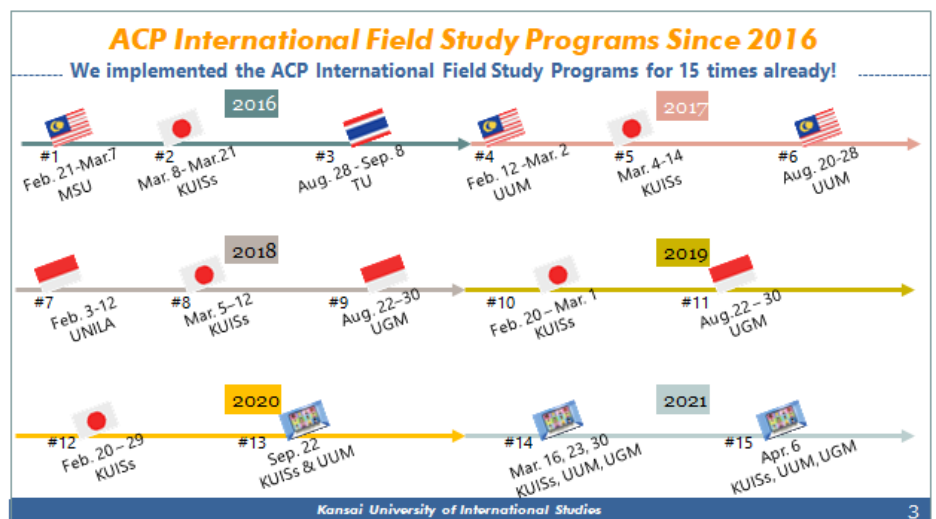 ACP International Field Study Programs Since 2016
We implemented the ACP International Field Study Programs for 15 times already!
2016
#1
Feb. 21-Mar.7
MSU
#2
Mar. 8- Mar.21
KUISs
#3
Aug. 28 - Sep. 8
TU
2017
#4
Feb. 12 -Mar. 2
UUM
#5
Mar. 4-14
KUISs
#6
Aug. 20-28
UUM
2018
#7
Feb. 3-12
UNILA
#8
Mar. 5–12
KUISs
#9
Aug. 22–30
UGM
2019
#10
Feb. 20 – Mar. 1
KUISs
#11
Aug.22 – 30
UGM
2020
#12
Feb. 20 – 29
KUISs
#13
Sep. 22
KUISs & UUM
2021
#14
Mar. 16, 23, 30
KUISs, UUM, UGM
#15
Apr. 6
KUISs, UUM, UGM
Kansai University of International Studies
3